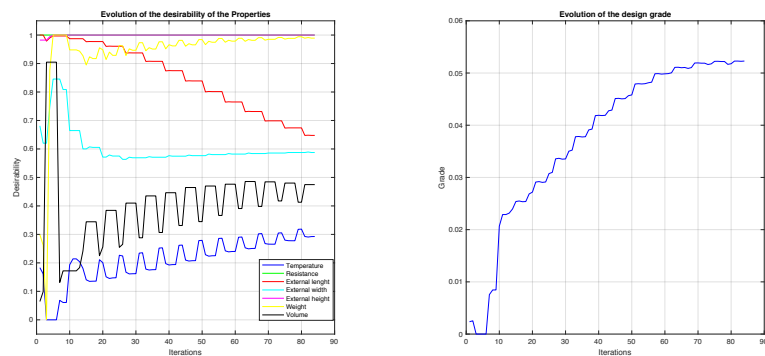 Evolution of the desirability of the Properties
1
0.9
0.8
0.7
0.6
0.5
0.4
0.3
0.2
0.1
0
Desirability
0 10 20 30 40 50 60 70 80 90
Iterations
Temperature
Resistance
External lenght
External width
External height
Weight
Volume
Evolution of the design grade
0.06
0.05
0.04
0.03
0.02
0.01
0
Grade
0 10 20 30 40 50 60 70 80 90
Iterations